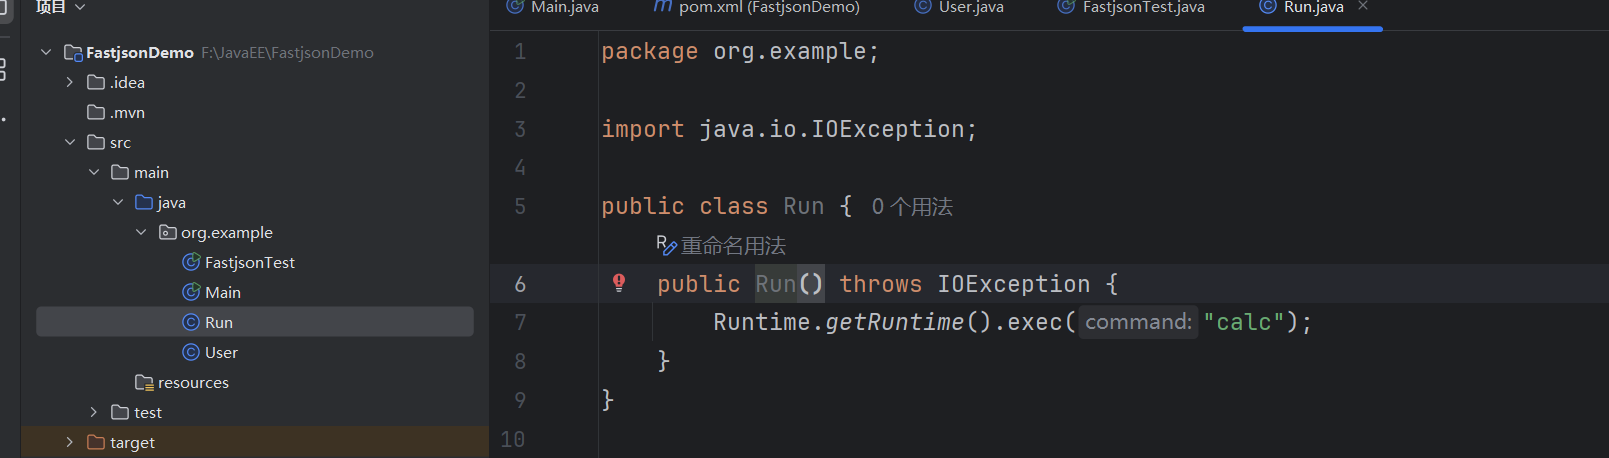 项目
FastjsonDemo F:\JavaEE\FastjsonDemo
.idea
.mvn
src
main
java
org.example
FastjsonTest
Main
Run
User
resources
test
target
Main.java pom.xml (FastjsonDemo) User.java FastjsonTest.java Run.java
1 package org.example;
2
3 import java.io.IOException;
4
5 public class Run { 0 个用法
重命名用法
6 public Run() throws IOException {
7 Runtime.getRuntime().exec( command: "calc");
8 }
9 }
10